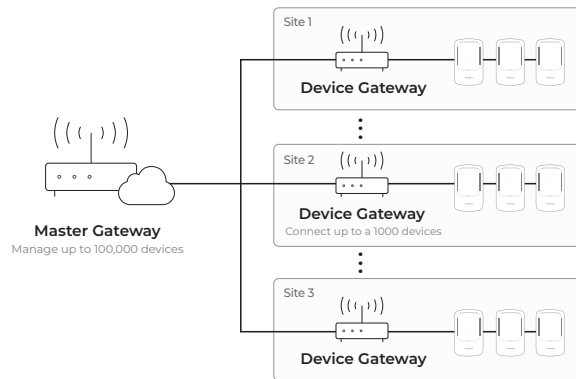 Site 1
Device Gateway
Site 2
Device Gateway
Connect up to a 1000 devices
Master Gateway
Manage up to 100,000 devices
Site 3
Device Gateway